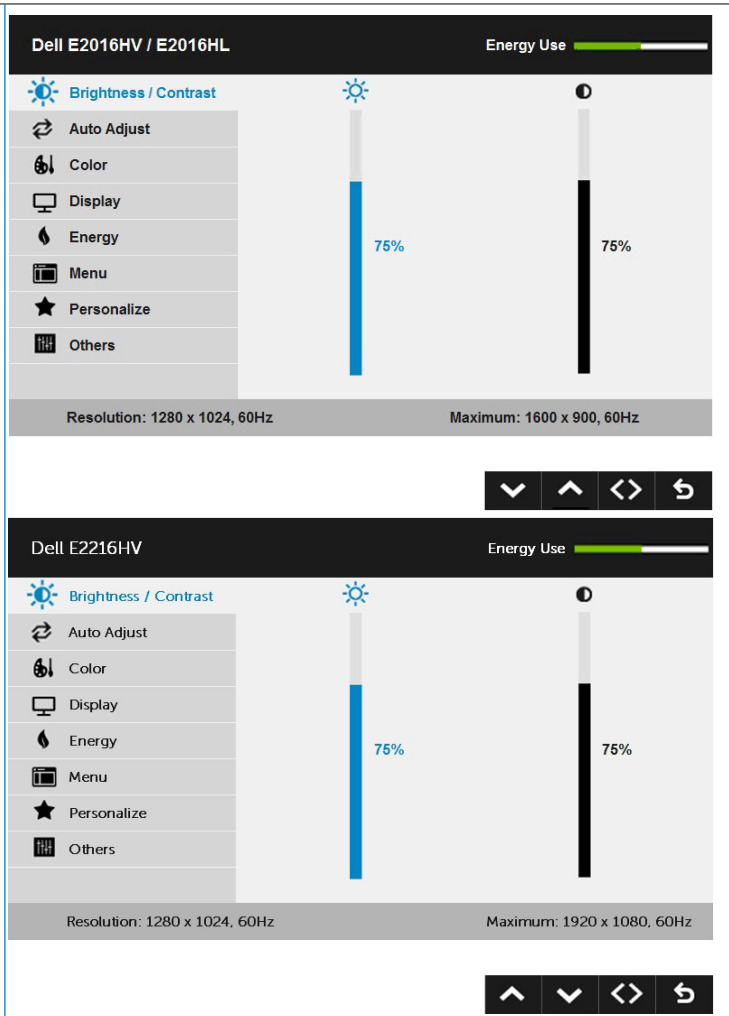 Dell E2016HV / E2016HL Energy Use
Brightness / Contrast
Auto Adjust
Color
Display
Energy
75% 75%
Menu
Personalize
Others
Resolution: 1280 x 1024, 60Hz Maximum: 1600 x 900, 60Hz
Dell E2216HV Energy Use
Brightness / Contrast
Auto Adjust
Color
Display
Energy
75% 75%
Menu
Personalize
Others
Resolution: 1280 x 1024, 60Hz Maximum: 1920 x 1080, 60Hz